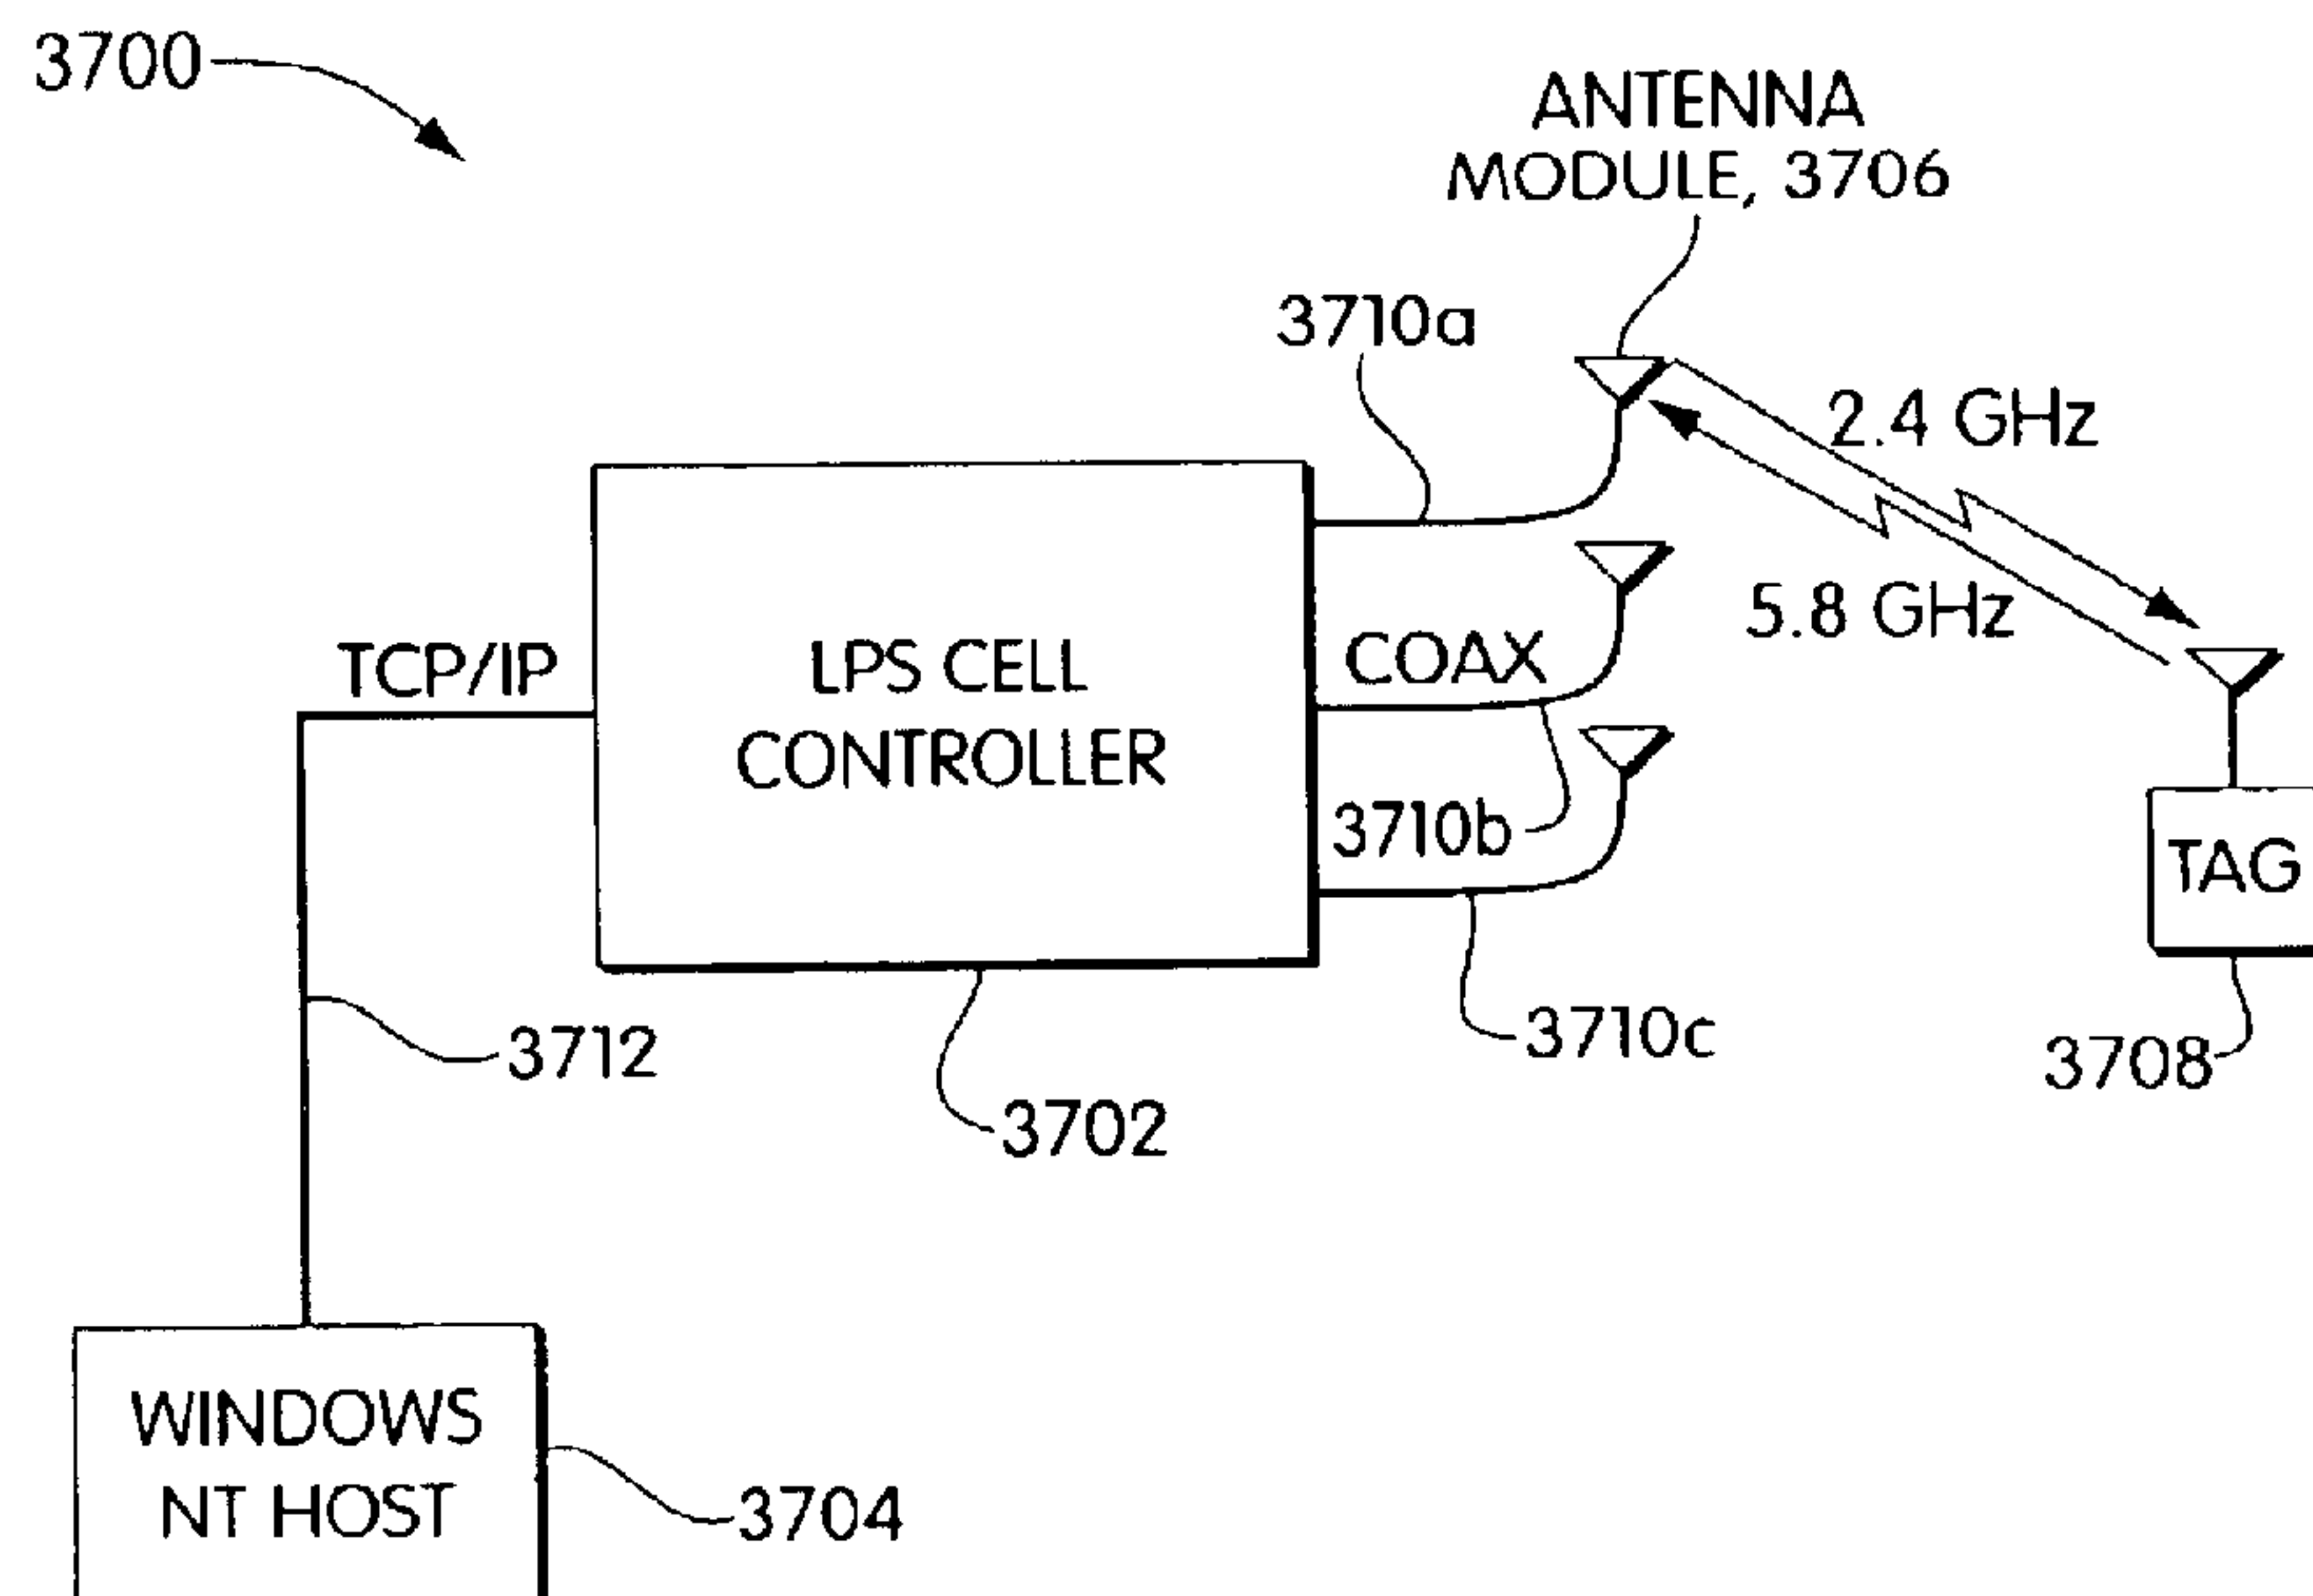 3700
ANTENNA
MODULE, 3706
3710a
2.4 GHz
5.8 GHz
TCP/IP
LPS CELL
CONTROLLER
COAX
3710b
TAG
3712
3702
3710c
3708
WINDOWS
NT HOST
3704